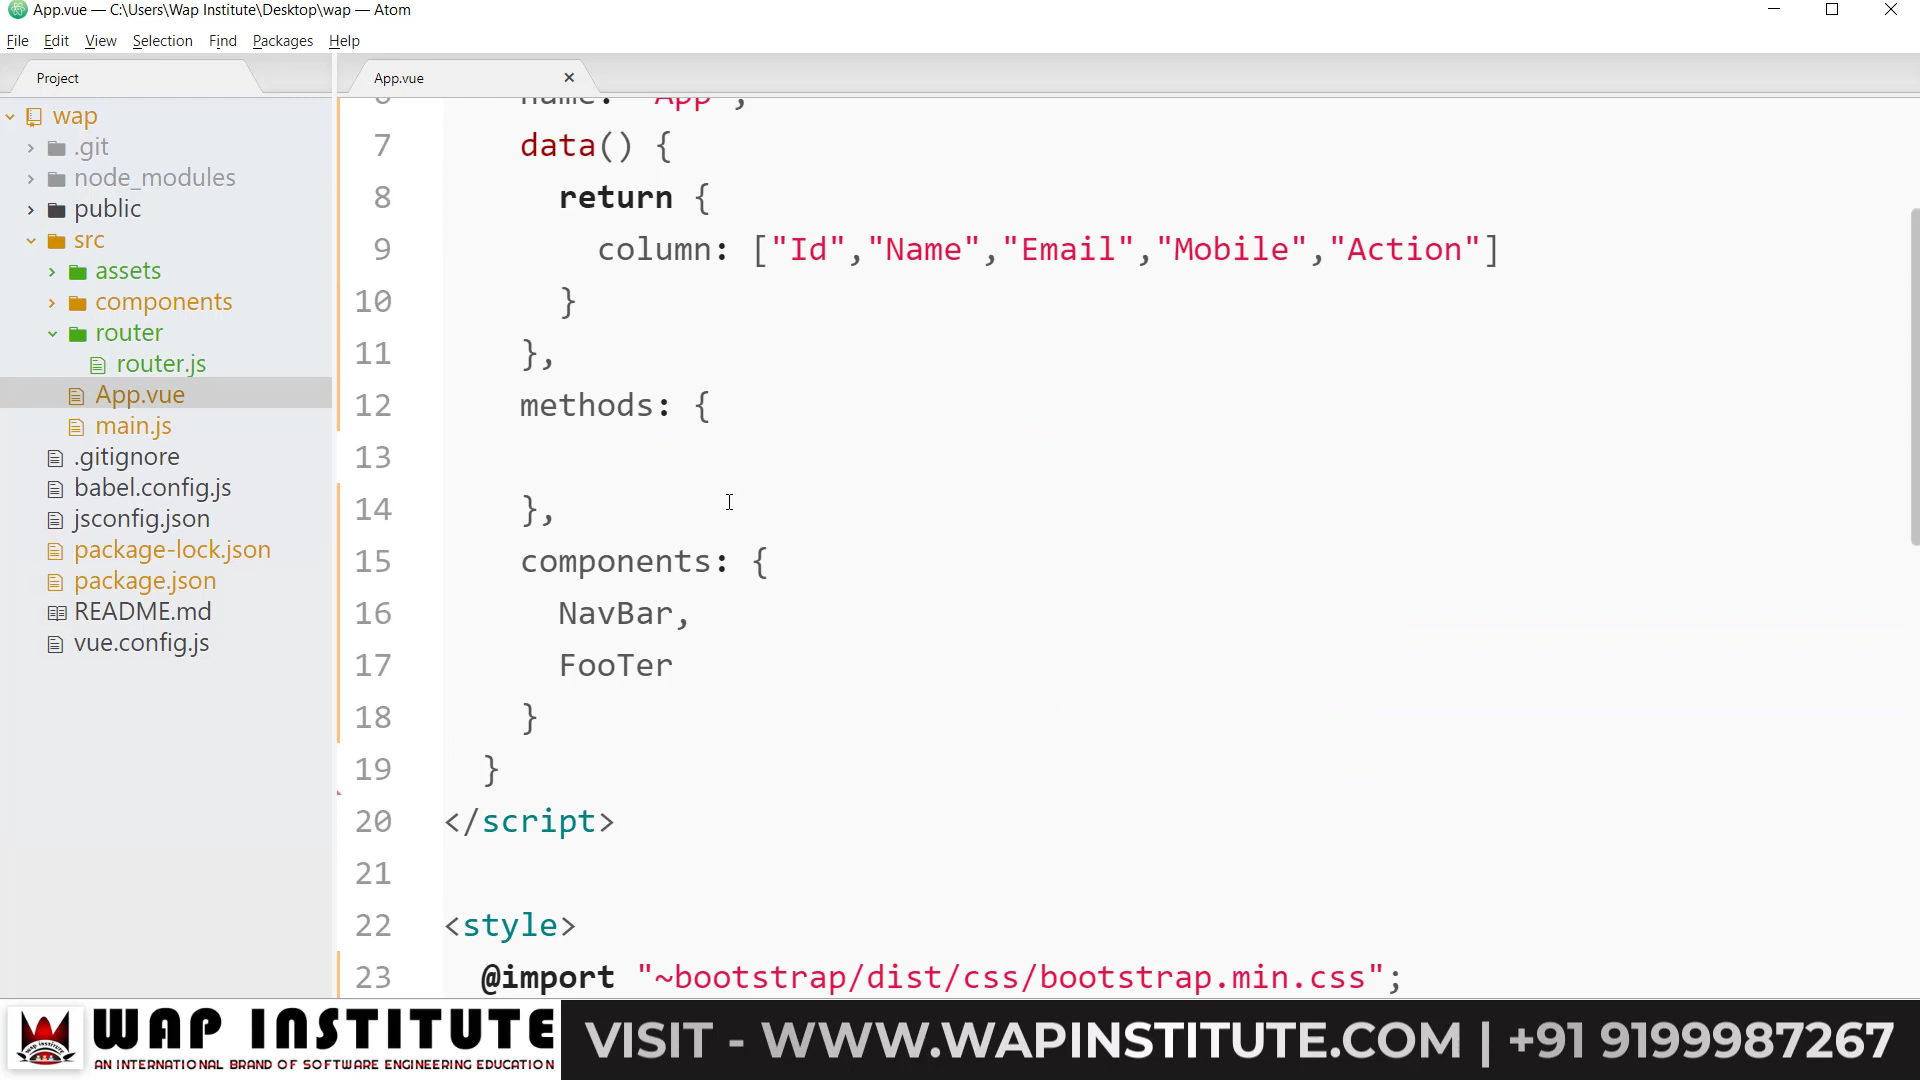 App.vue — C:\Users\Wap Institute\Desktop\wap — Atom
File Edit View Selection Find Packages Help
Project
App.vue
wap
.git
node_modules
public
src
assets
components
router
router.js
App.vue
main.js
.gitignore
babel.config.js
jsconfig.json
package-lock.json
package.json
README.md
vue.config.js
6 name: "App",
7 data() {
8 return {
9 column: ["Id","Name","Email","Mobile","Action"]
10 }
11 },
12 methods: {
13
14 },
15 components: {
16 NavBar,
17 FooTer
18 }
19 }
20 </script>
21
22 <style>
23 @import "~bootstrap/dist/css/bootstrap.min.css";
WAP INSTITUTE
AN INTERNATIONAL BRAND OF SOFTWARE ENGINEERING EDUCATION
VISIT - WWW.WAPINSTITUTE.COM | +91 9199987267